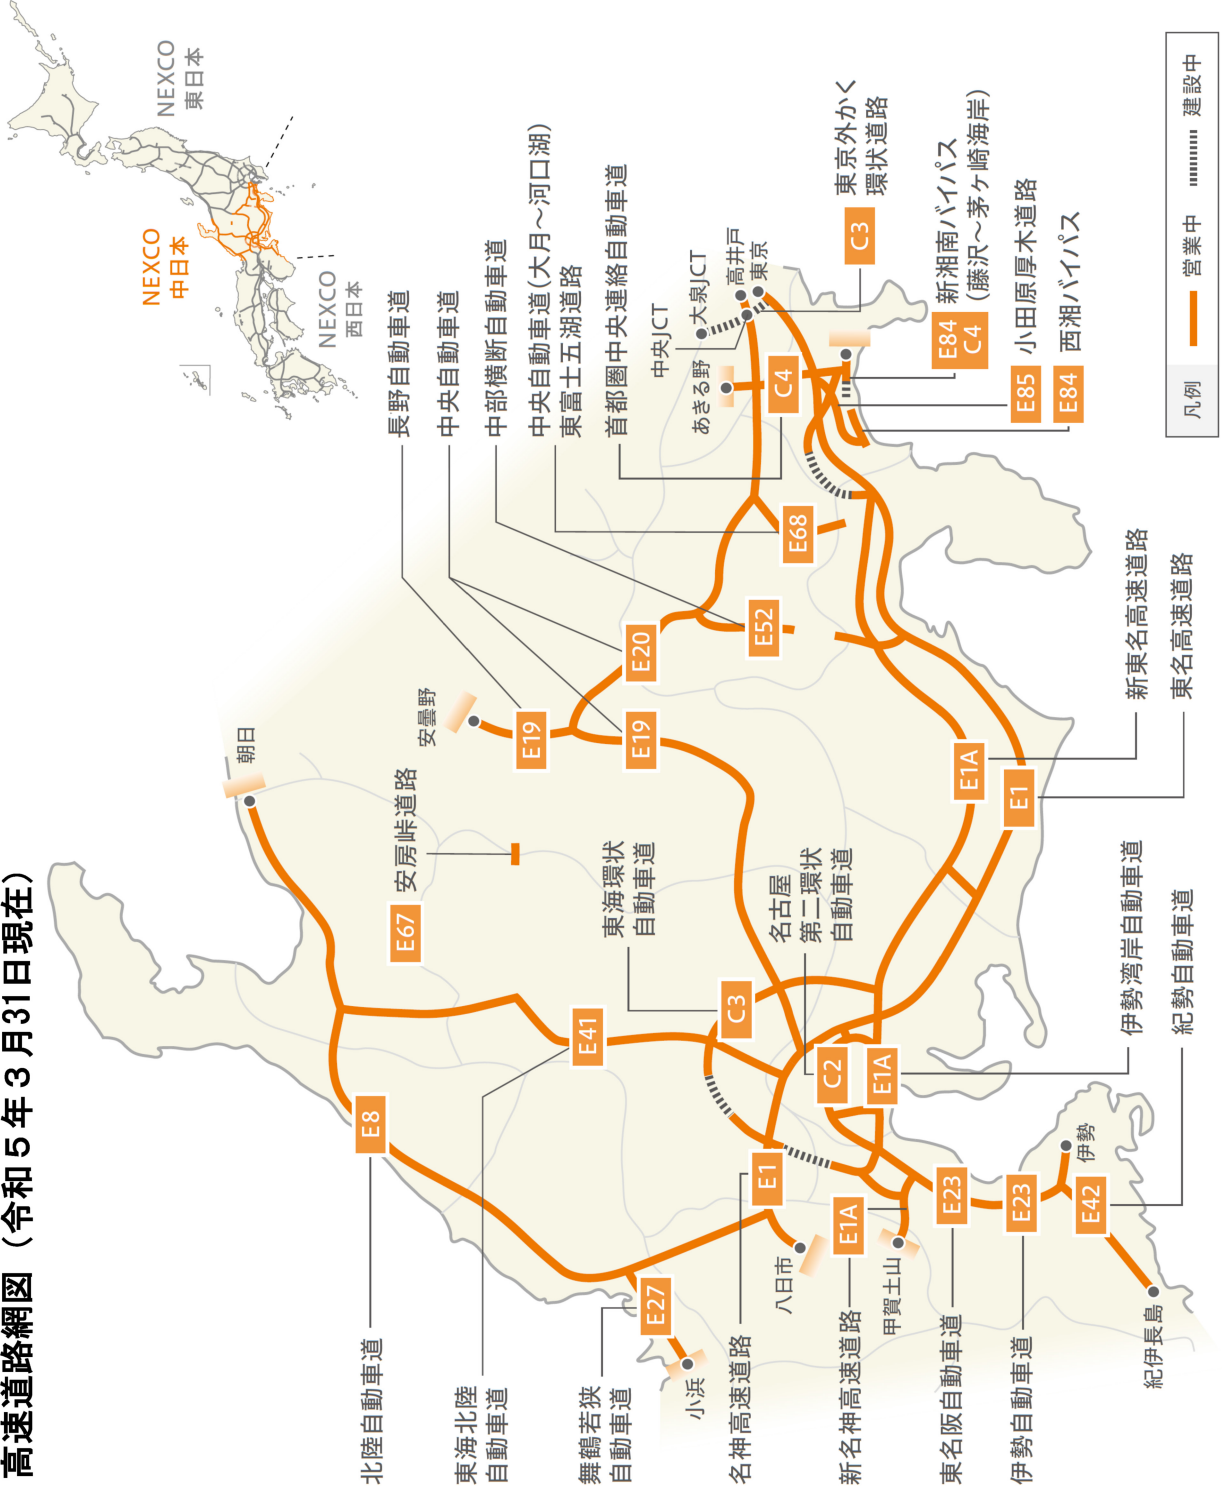 高速道路網図（令和５年３月31日現在）
NEXCO
東日本
NEXCO
中日本
NEXCO
西日本
凡例
営業中
建設中
長野自動車道
中央自動車道
中部横断自動車道
中央自動車道(大月～河口湖)
東富士五湖道路
首都圏中央連絡自動車道
中央JCT
大泉JCT
高井戸
東京
あきる野
東京外かく
環状道路
C3
新湘南バイパス
(藤沢～茅ヶ崎海岸)
E84
C4
小田原厚木道路
E85
西湘バイパス
E84
C4
E68
E52
E20
E19
E19
安曇野
朝日
安房峠道路
E67
東海環状
自動車道
C3
名古屋
第二環状
自動車道
C2
E1A
E1
新東名高速道路
東名高速道路
伊勢湾岸自動車道
E1A
紀勢自動車道
E42
伊勢
E41
E8
E1
E1A
E23
E23
E27
八日市
甲賀土山
小浜
紀伊長島
北陸自動車道
東海北陸
自動車道
舞鶴若狭
自動車道
名神高速道路
新名神高速道路
東名阪自動車道
伊勢自動車道